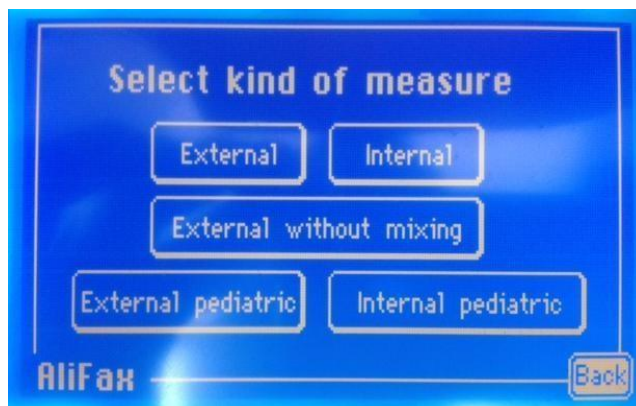 Select kind of measure
External Internal
External without mixing
External pediatric Internal pediatric
AliFax Back